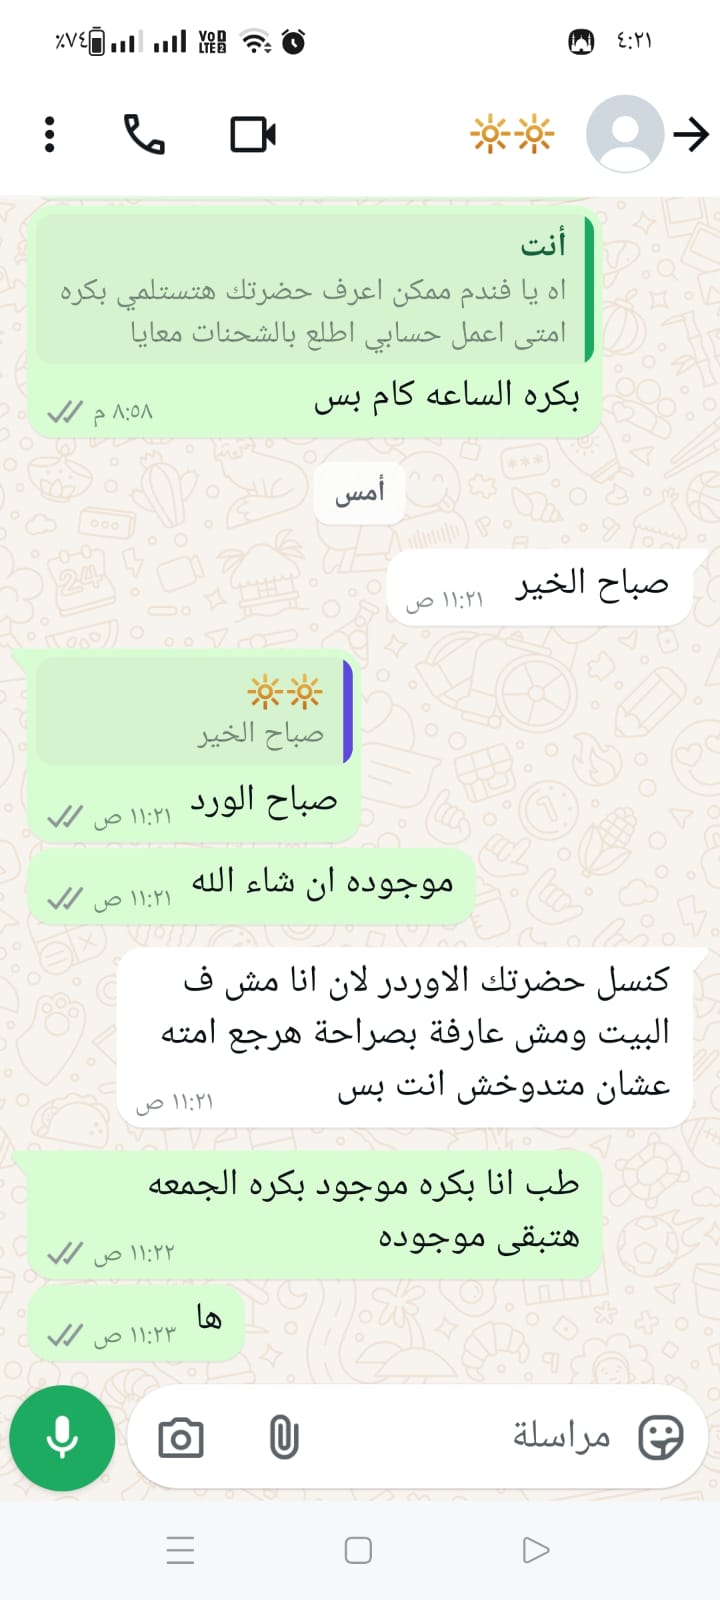 ٪٧٤ VoD LTE 2 ٤:٢١
🔆🔆
أنت
اه يا فندم ممكن اعرف حضرتك هتستلمي بكره
امتى اعمل حسابي اطلع بالشحنات معايا
بكره الساعه كام بس
٨:٥٨ م
أمس
صباح الخير
١١:٢١ ص
🔆🔆
صباح الخير
صباح الورد
١١:٢١ ص
موجوده ان شاء الله
١١:٢١ ص
كنسل حضرتك الاوردر لان انا مش ف
البيت ومش عارفة بصراحة هرجع امته
عشان متدوخش انت بس
١١:٢١ ص
طب انا بكره موجود بكره الجمعه
هتبقى موجوده
١١:٢٢ ص
ها
١١:٢٣ ص
مراسلة